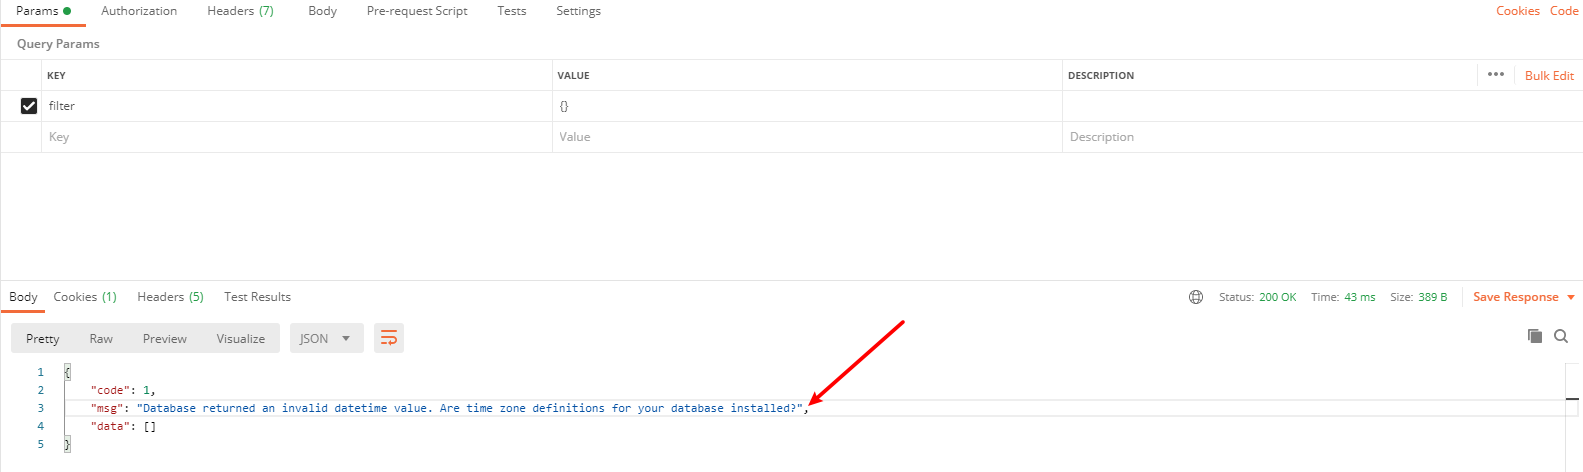 Params Authorization Headers (7) Body Pre-request Script Tests Settings Cookies Code
Query Params
KEY VALUE DESCRIPTION ••• Bulk Edit
filter {}
Key Value Description
Body Cookies (1) Headers (5) Test Results Status: 200 OK Time: 43 ms Size: 389 B Save Response
Pretty Raw Preview Visualize JSON
1 {
2 "code": 1,
3 "msg": "Database returned an invalid datetime value. Are time zone definitions for your database installed?",
4 "data": []
5 }